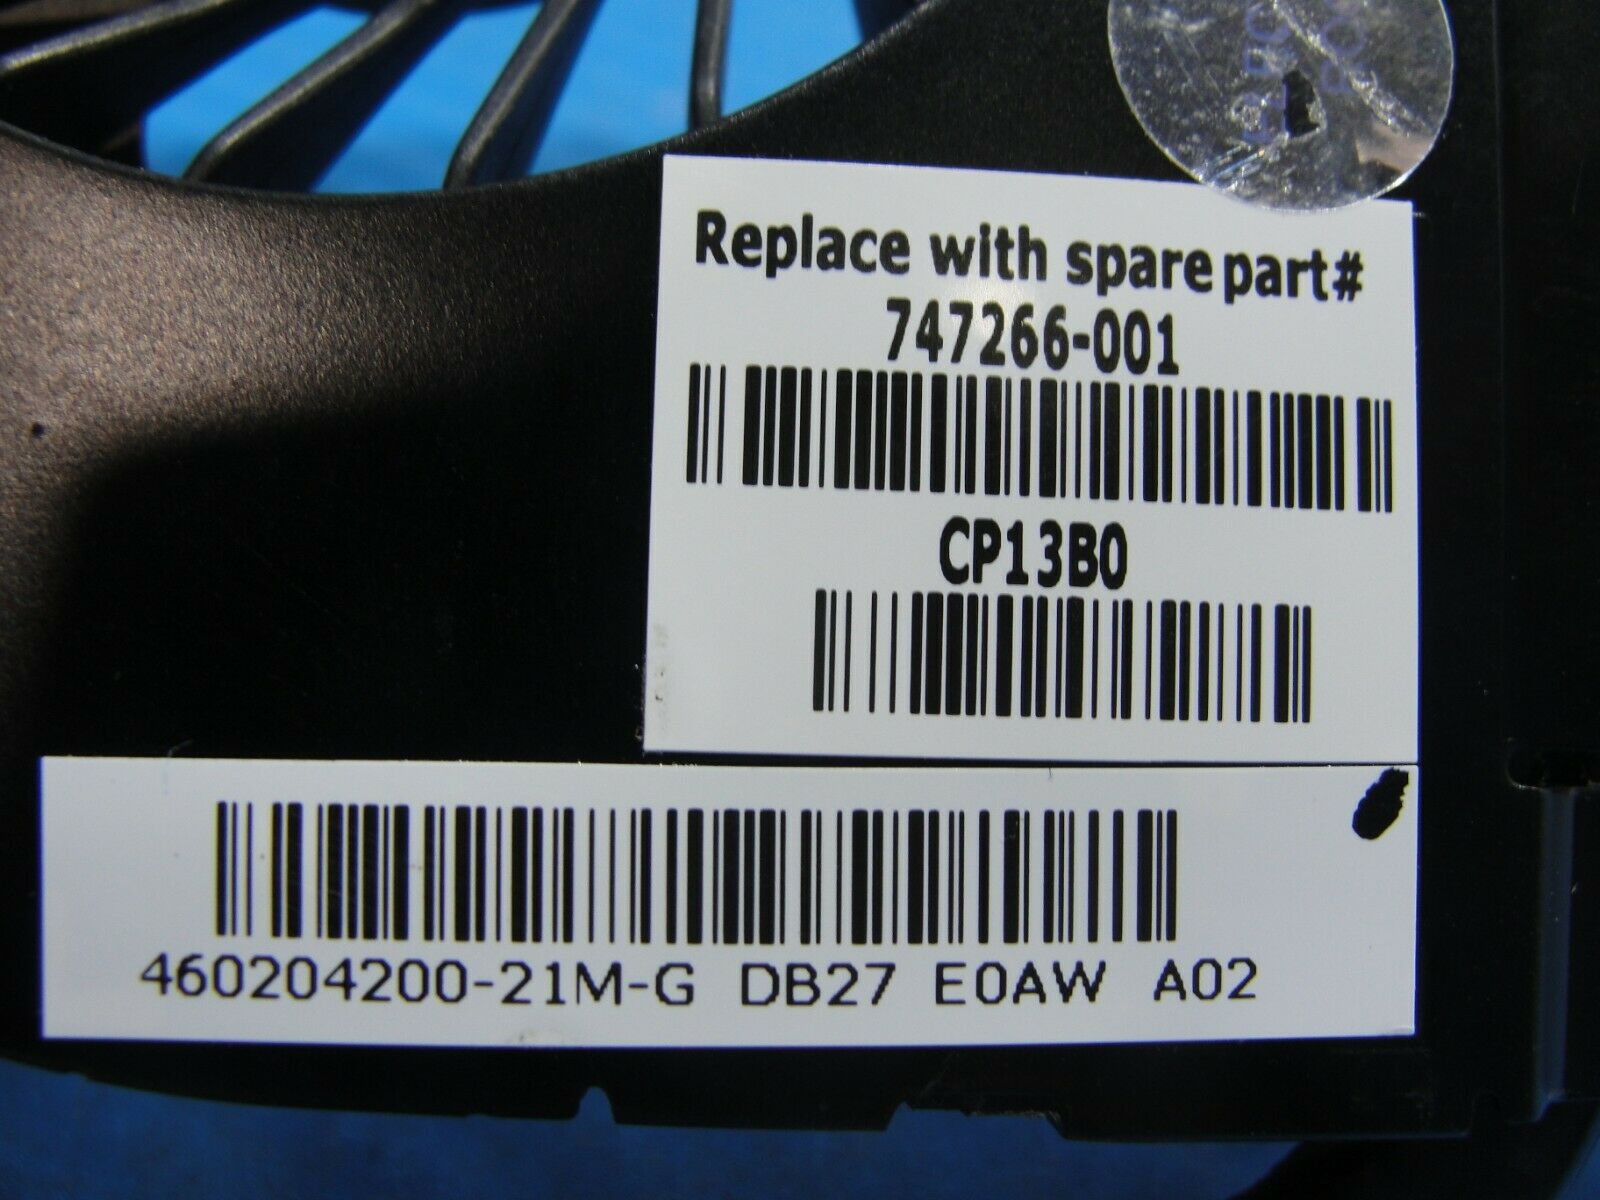 Replace with spare part#
747266-001
CP13B0
460204200-21M-G DB27 E0AW A02